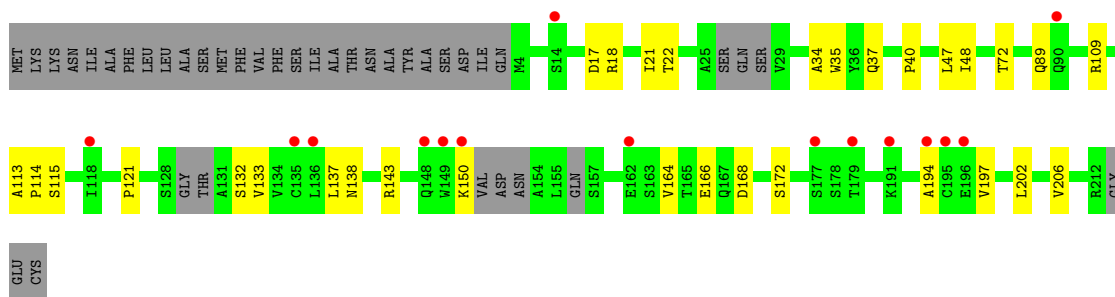 MET LYS LYS ASN ILE ALA PHE LEU LEU ALA SER MET PHE VAL PHE SER ILE ALA THR ASN ALA TYR ALA SER ASP ILE GLN M4 S14 D17 R18 I21 T22 A25 SER GLN SER V29 A34 W35 Y36 Q37 P40 L47 I48 T72 Q89 Q90 R109
A113 P114 S115 I118 P121 S128 GLY THR A131 S132 V133 V134 C135 L136 L137 N138 R143 Q148 W149 K150 VAL ASP ASN A154 L155 GLN S157 E162 S163 V164 T165 E166 Q167 D168 S172 S177 S178 T179 K191 A194 C195 E196 V197 L202 V206 R212 GLY
GLU CYS